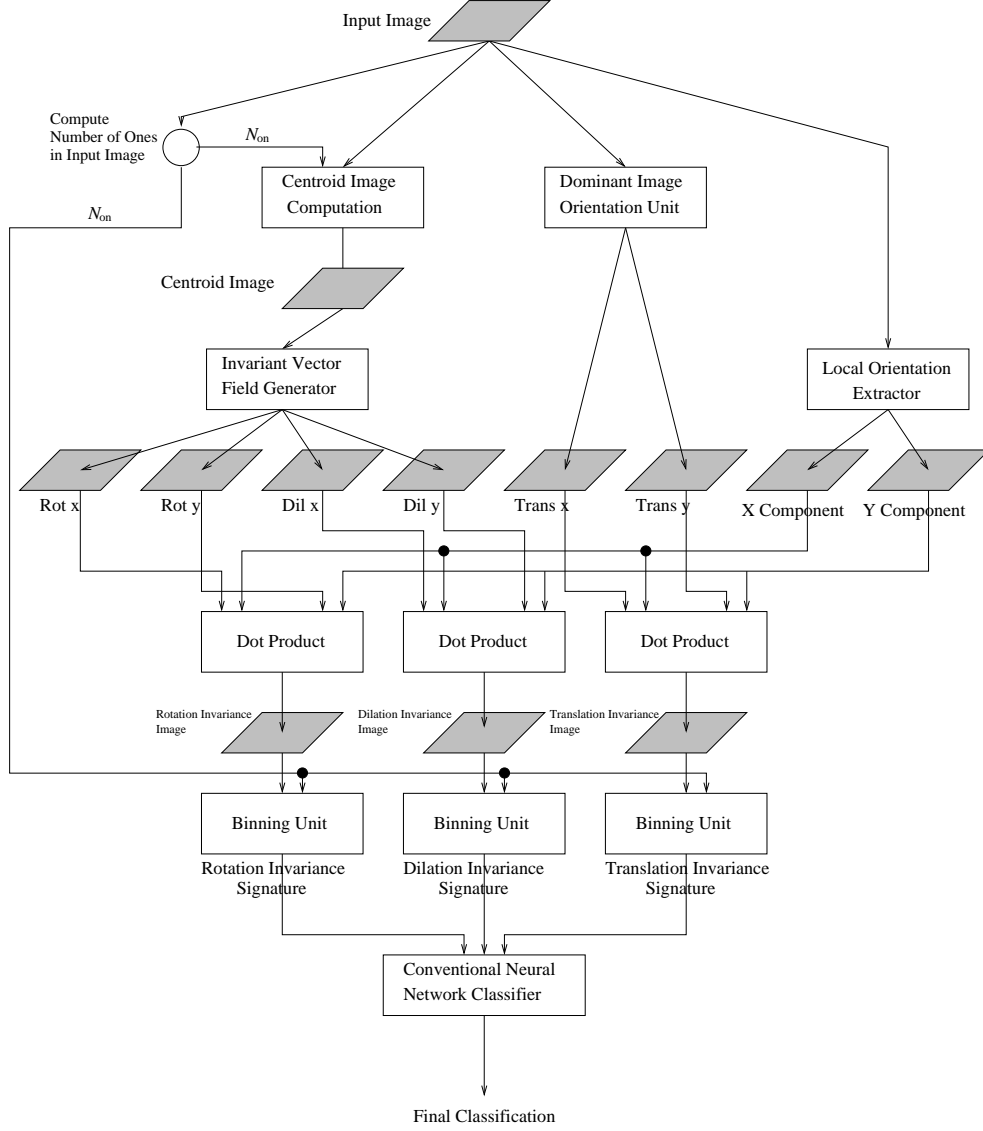 Input Image
Compute
Number of Ones
in Input Image
Non
Non
Centroid Image
Computation
Dominant Image
Orientation Unit
Centroid Image
Invariant Vector
Field Generator
Local Orientation
Extractor
Rot x
Rot y
Dil x
Dil y
Trans x
Trans y
X Component
Y Component
Dot Product
Dot Product
Dot Product
Rotation Invariance
Image
Dilation Invariance
Image
Translation Invariance
Image
Binning Unit
Binning Unit
Binning Unit
Rotation Invariance
Signature
Dilation Invariance
Signature
Translation Invariance
Signature
Conventional Neural
Network Classifier
Final Classification